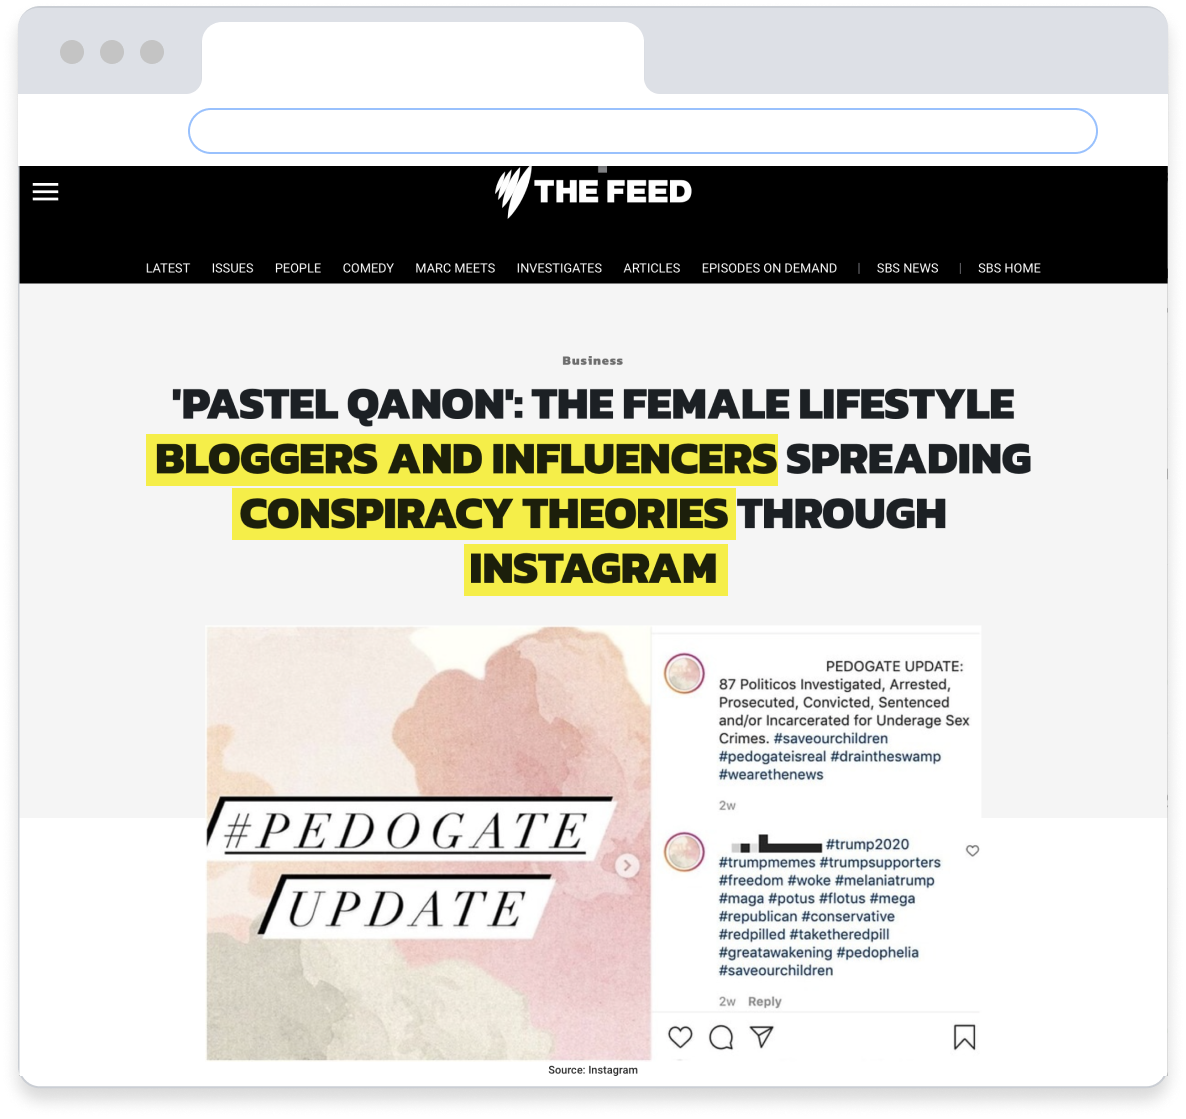 THE FEED
LATEST ISSUES PEOPLE COMEDY MARC MEETS INVESTIGATES ARTICLES EPISODES ON DEMAND | SBS NEWS | SBS HOME
Business
'PASTEL QANON': THE FEMALE LIFESTYLE
BLOGGERS AND INFLUENCERS SPREADING
CONSPIRACY THEORIES THROUGH
INSTAGRAM
#PEDOGATE
UPDATE
PEDOGATE UPDATE:
87 Politicos Investigated, Arrested,
Prosecuted, Convicted, Sentenced
and/or Incarcerated for Underage Sex
Crimes. #saveourchildren
#pedogateisreal #draintheswamp
#wearethenews
2w
#trump2020
#trumpmemes #trumpsupporters
#freedom #woke #melaniatrump
#maga #potus #flotus #mega
#republican #conservative
#redpilled #taketheredpill
#greatawakening #pedophelia
#saveourchildren
2w Reply
Source: Instagram